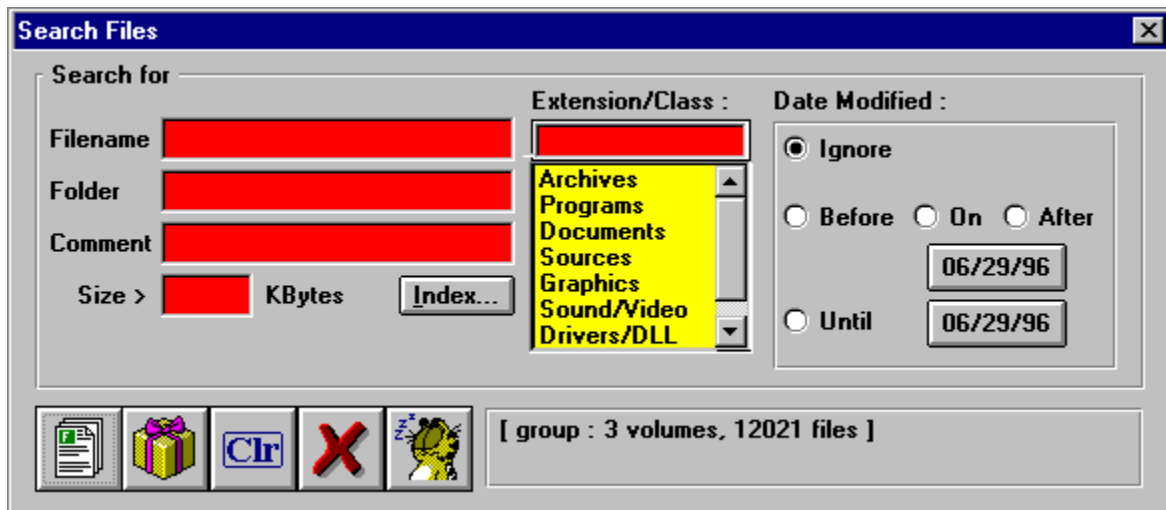 Search Files
Search for
Filename
Folder
Comment
Size > KBytes Index...
Extension/Class :
Archives
Programs
Documents
Sources
Graphics
Sound/Video
Drivers/DLL
Date Modified :
Ignore
Before On After
06/29/96
Until 06/29/96
F
Clr
z z z
[ group : 3 volumes, 12021 files ]